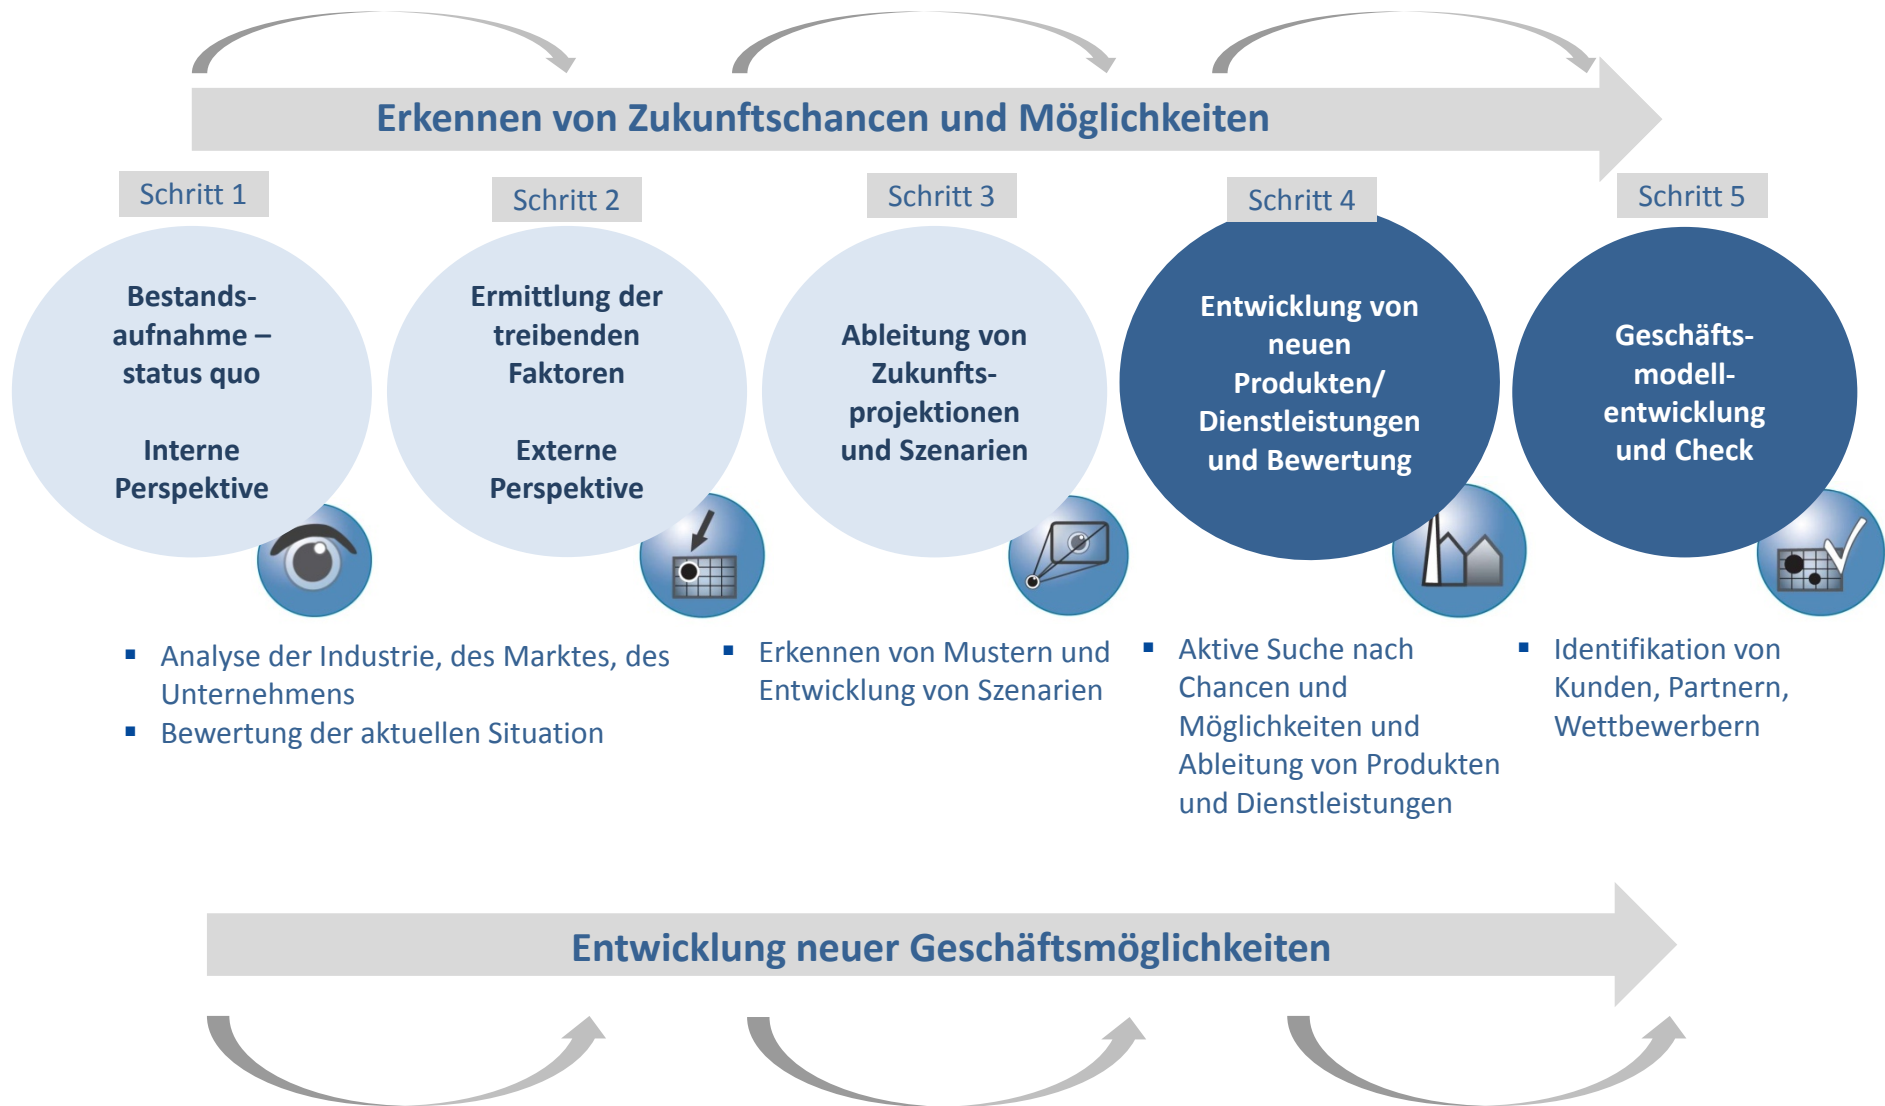 Erkennen von Zukunftschancen und Möglichkeiten
Schritt 1
Bestands-
aufnahme –
status quo
Interne
Perspektive
Schritt 2
Ermittlung der
treibenden
Faktoren
Externe
Perspektive
Schritt 3
Ableitung von
Zukunfts-
projektionen
und Szenarien
Schritt 4
Entwicklung von
neuen
Produkten/
Dienstleistungen
und Bewertung
Schritt 5
Geschäfts-
modell-
entwicklung
und Check
▪ Analyse der Industrie, des Marktes, des
Unternehmens
▪ Bewertung der aktuellen Situation
▪ Erkennen von Mustern und
Entwicklung von Szenarien
▪ Aktive Suche nach
Chancen und
Möglichkeiten und
Ableitung von Produkten
und Dienstleistungen
▪ Identifikation von
Kunden, Partnern,
Wettbewerbern
Entwicklung neuer Geschäftsmöglichkeiten